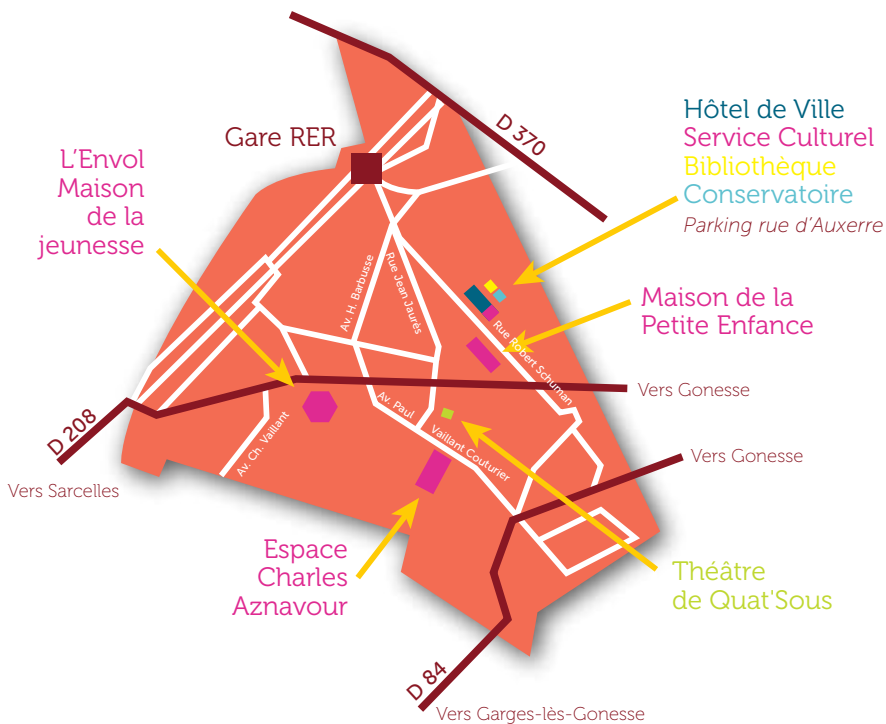 D 370
Hôtel de Ville
Service Culturel
Bibliothèque
Conservatoire
Parking rue d'Auxerre
Gare RER
L'Envol
Maison
de la
jeunesse
Av. H. Barbusse
Rue Jean Jaurès
Rue Robert Schuman
Maison de la
Petite Enfance
Vers Gonesse
D 208
Vers Sarcelles
Av. Ch. Vaillant
Av. Paul
Vaillant Couturier
Vers Gonesse
Espace
Charles
Aznavour
Théâtre
de Quat'Sous
D 84
Vers Garges-lès-Gonesse